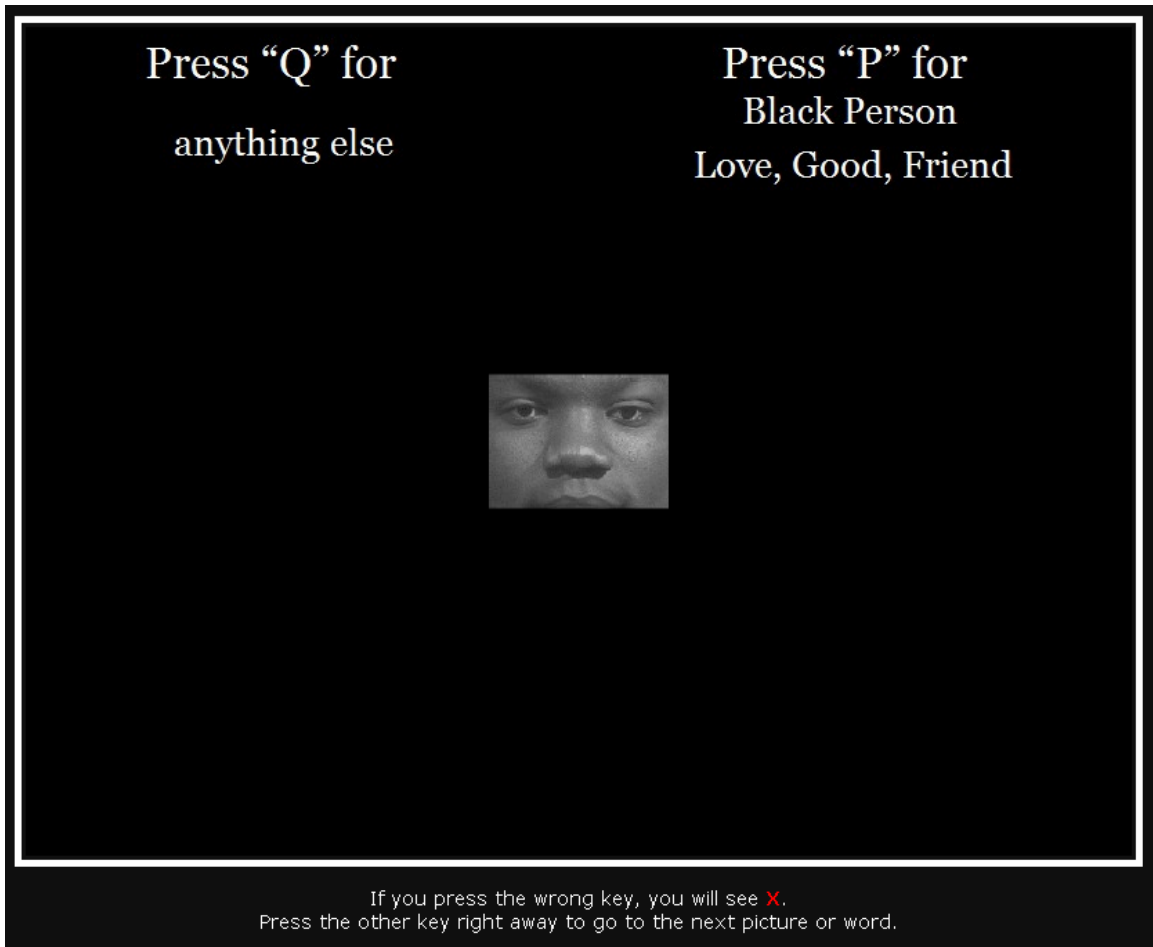 Press “Q” for
anything else
Press “P” for
Black Person
Love, Good, Friend
If you press the wrong key, you will see X.
Press the other key right away to go to the next picture or word.